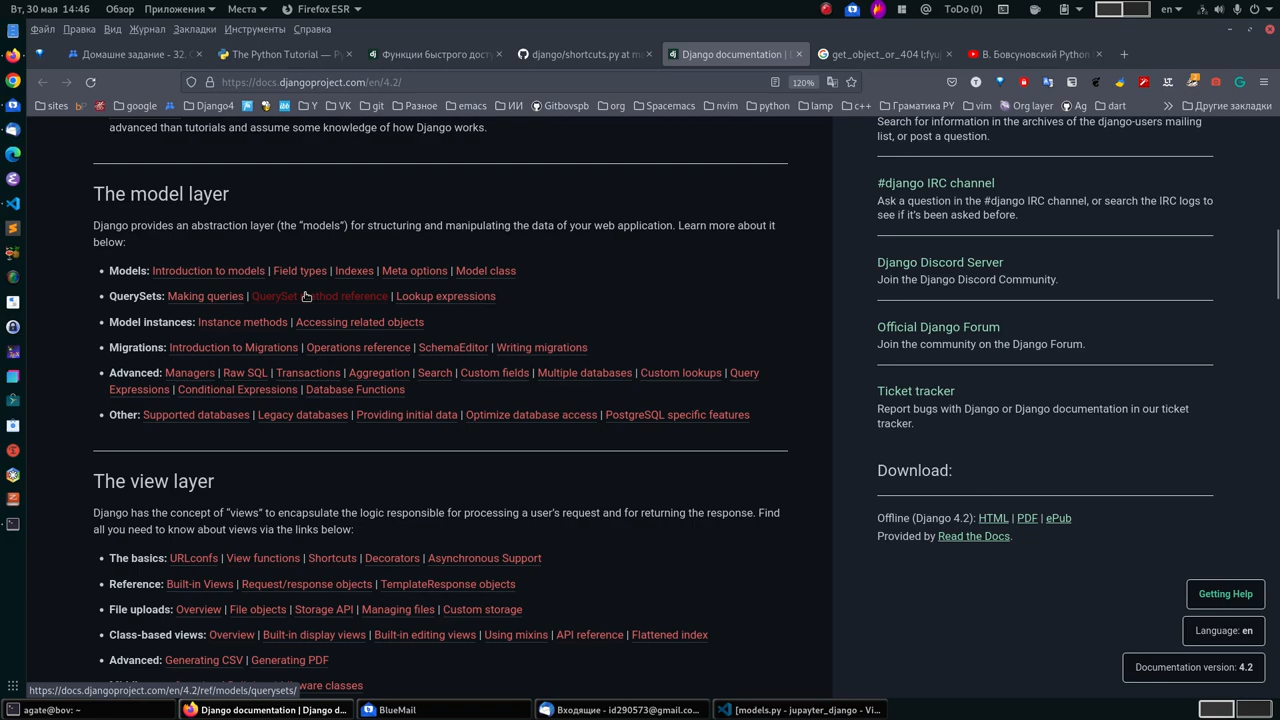 Вт, 30 мая 14:46 Обзор Приложения Места Firefox ESR ToDo(0) en
Файл Правка Вид Журнал Закладки Инструменты Справка
Домашне задание - 32. C The Python Tutorial — Py Функции быстрого дост django/shortcuts.py at m Django documentation | D get_object_or_404 l;fyuj В. Бовсуновский Python
https://docs.djangoproject.com/en/4.2/ 120%
sites google Django4 Y VK git Разное emacs ИИ Gitbovspb org Spacemacs nvim python lamp c++ Граматика PY vim Org layer Ag dart Другие закладки
advanced than tutorials and assume some knowledge of how Django works.
The model layer
Django provides an abstraction layer (the “models”) for structuring and manipulating the data of your web application. Learn more about it
below:
• Models: Introduction to models | Field types | Indexes | Meta options | Model class
• QuerySets: Making queries | QuerySet method reference | Lookup expressions
• Model instances: Instance methods | Accessing related objects
• Migrations: Introduction to Migrations | Operations reference | SchemaEditor | Writing migrations
• Advanced: Managers | Raw SQL | Transactions | Aggregation | Search | Custom fields | Multiple databases | Custom lookups | Query
Expressions | Conditional Expressions | Database Functions
• Other: Supported databases | Legacy databases | Providing initial data | Optimize database access | PostgreSQL specific features
The view layer
Django has the concept of “views” to encapsulate the logic responsible for processing a user’s request and for returning the response. Find
all you need to know about views via the links below:
• The basics: URLconfs | View functions | Shortcuts | Decorators | Asynchronous Support
• Reference: Built-in Views | Request/response objects | TemplateResponse objects
• File uploads: Overview | File objects | Storage API | Managing files | Custom storage
• Class-based views: Overview | Built-in display views | Built-in editing views | Using mixins | API reference | Flattened index
• Advanced: Generating CSV | Generating PDF
classes
Search for information in the archives of the django-users mailing
list, or post a question.
#django IRC channel
Ask a question in the #django IRC channel, or search the IRC logs to
see if it’s been asked before.
Django Discord Server
Join the Django Discord Community.
Official Django Forum
Join the community on the Django Forum.
Ticket tracker
Report bugs with Django or Django documentation in our ticket
tracker.
Download:
Offline (Django 4.2): HTML | PDF | ePub
Provided by Read the Docs.
Getting Help
Language: en
Documentation version: 4.2
https://docs.djangoproject.com/en/4.2/ref/models/querysets/
agate@bov: ~ Django documentation | Django d... BlueMail Входящие - id290573@gmail.co... [models.py - jupayter_django - Vi...